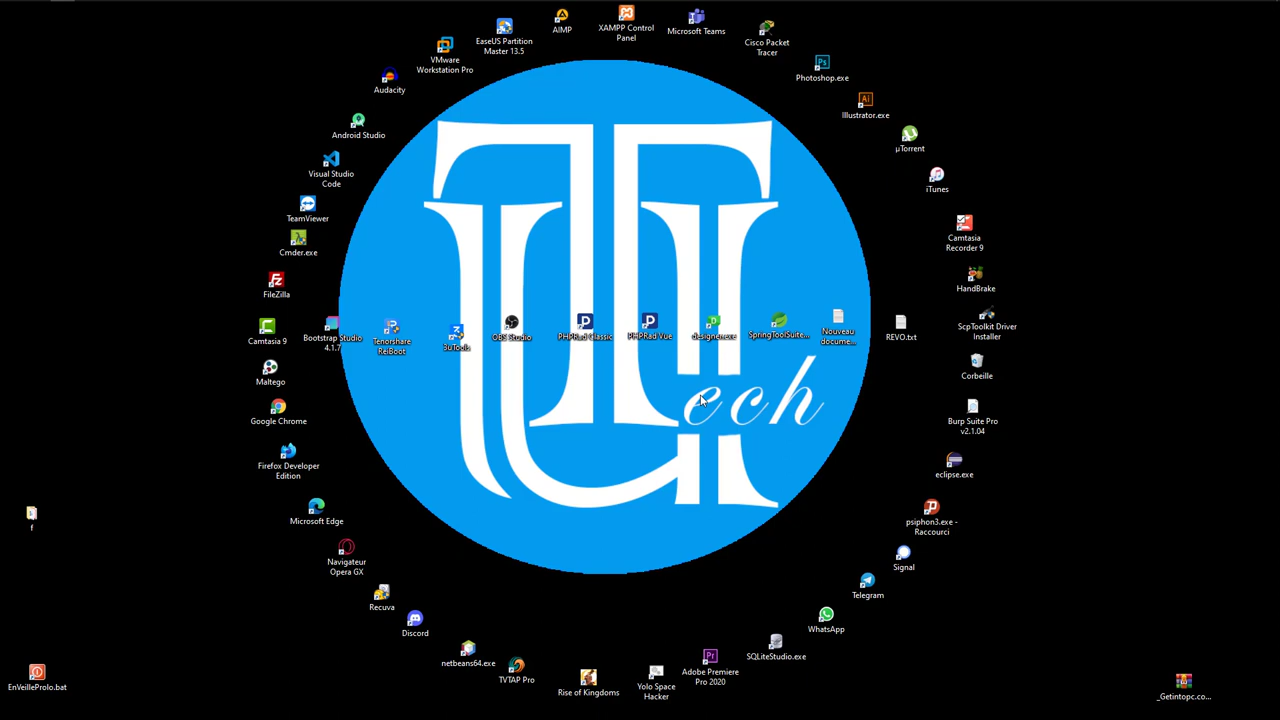 AIMP
XAMPP Control
Panel
Microsoft Teams
EaseUS Partition
Master 13.5
Cisco Packet
Tracer
VMware
Workstation Pro
Photoshop.exe
Audacity
Illustrator.exe
Android Studio
µTorrent
Visual Studio
Code
iTunes
TeamViewer
Camtasia
Recorder 9
Cmder.exe
FileZilla
HandBrake
Camtasia 9
Bootstrap Studio
4.1.7
Tenorshare
ReiBoot
3uTools
OBS Studio
PHPRad Classic
PHPRad Vue
designer.exe
SpringToolSuite...
Nouveau
docume...
REVO.txt
ScpToolkit Driver
Installer
Maltego
Corbeille
ech
Google Chrome
Burp Suite Pro
v2.1.04
Firefox Developer
Edition
eclipse.exe
f
Microsoft Edge
psiphon3.exe -
Raccourci
Navigateur
Opera GX
Signal
Recuva
Telegram
Discord
WhatsApp
netbeans64.exe
SQLiteStudio.exe
TVTAP Pro
Rise of Kingdoms
Yolo Space
Hacker
Adobe Premiere
Pro 2020
EnVeilleProlo.bat
_Getintopc.co...